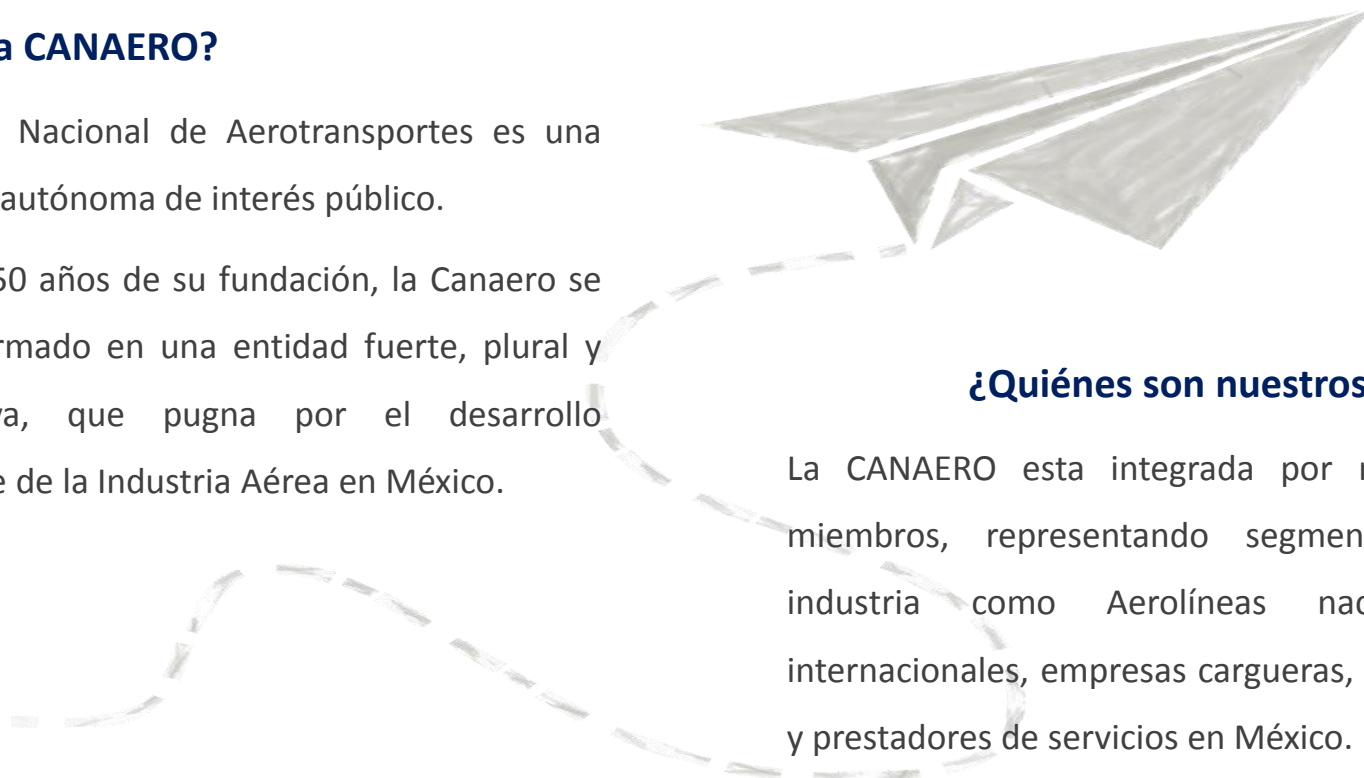 a CANAERO?
Nacional de Aerotransportes es una
autónoma de interés público.
50 años de su fundación, la Canaero se
rmado en una entidad fuerte, plural y
va, que pugna por el desarrollo
e de la Industria Aérea en México.
¿Quiénes son nuestros
La CANAERO esta integrada por
miembros, representando segmen
industria como Aerolíneas nac
internacionales, empresas cargueras,
y prestadores de servicios en México.